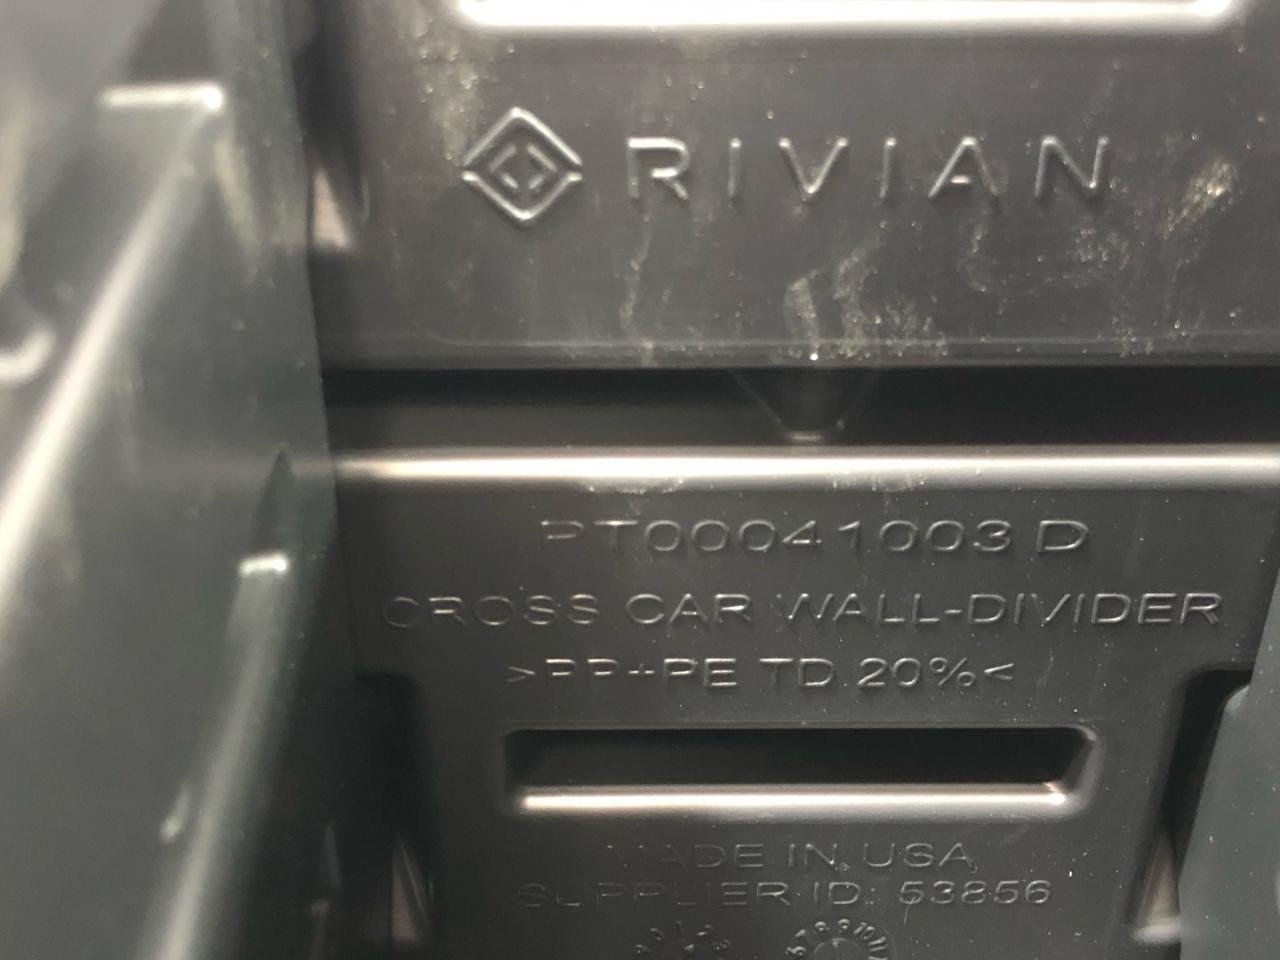 RIVIAN
PT00041003 D
CROSS CAR WALL-DIVIDER
>PP+PE TD 20%<
MADE IN USA
SUPPLIER ID: 53856